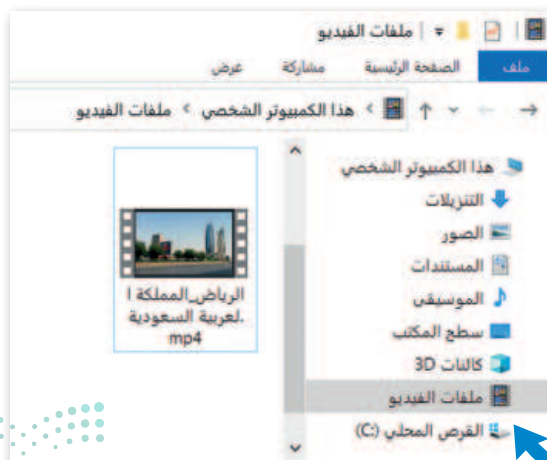 ملفات الفيديو
ملف الصفحة الرئيسية مشاركة عرض
هذا الكمبيوتر الشخصي > ملفات الفيديو
هذا الكمبيوتر الشخصي
التنزيلات
الصور
المستندات
الموسيقى
سطح المكتب
كائنات 3D
ملفات الفيديو
القرص المحلي (C:)
الرياض_المملكة ا
لعربية السعودية.
mp4